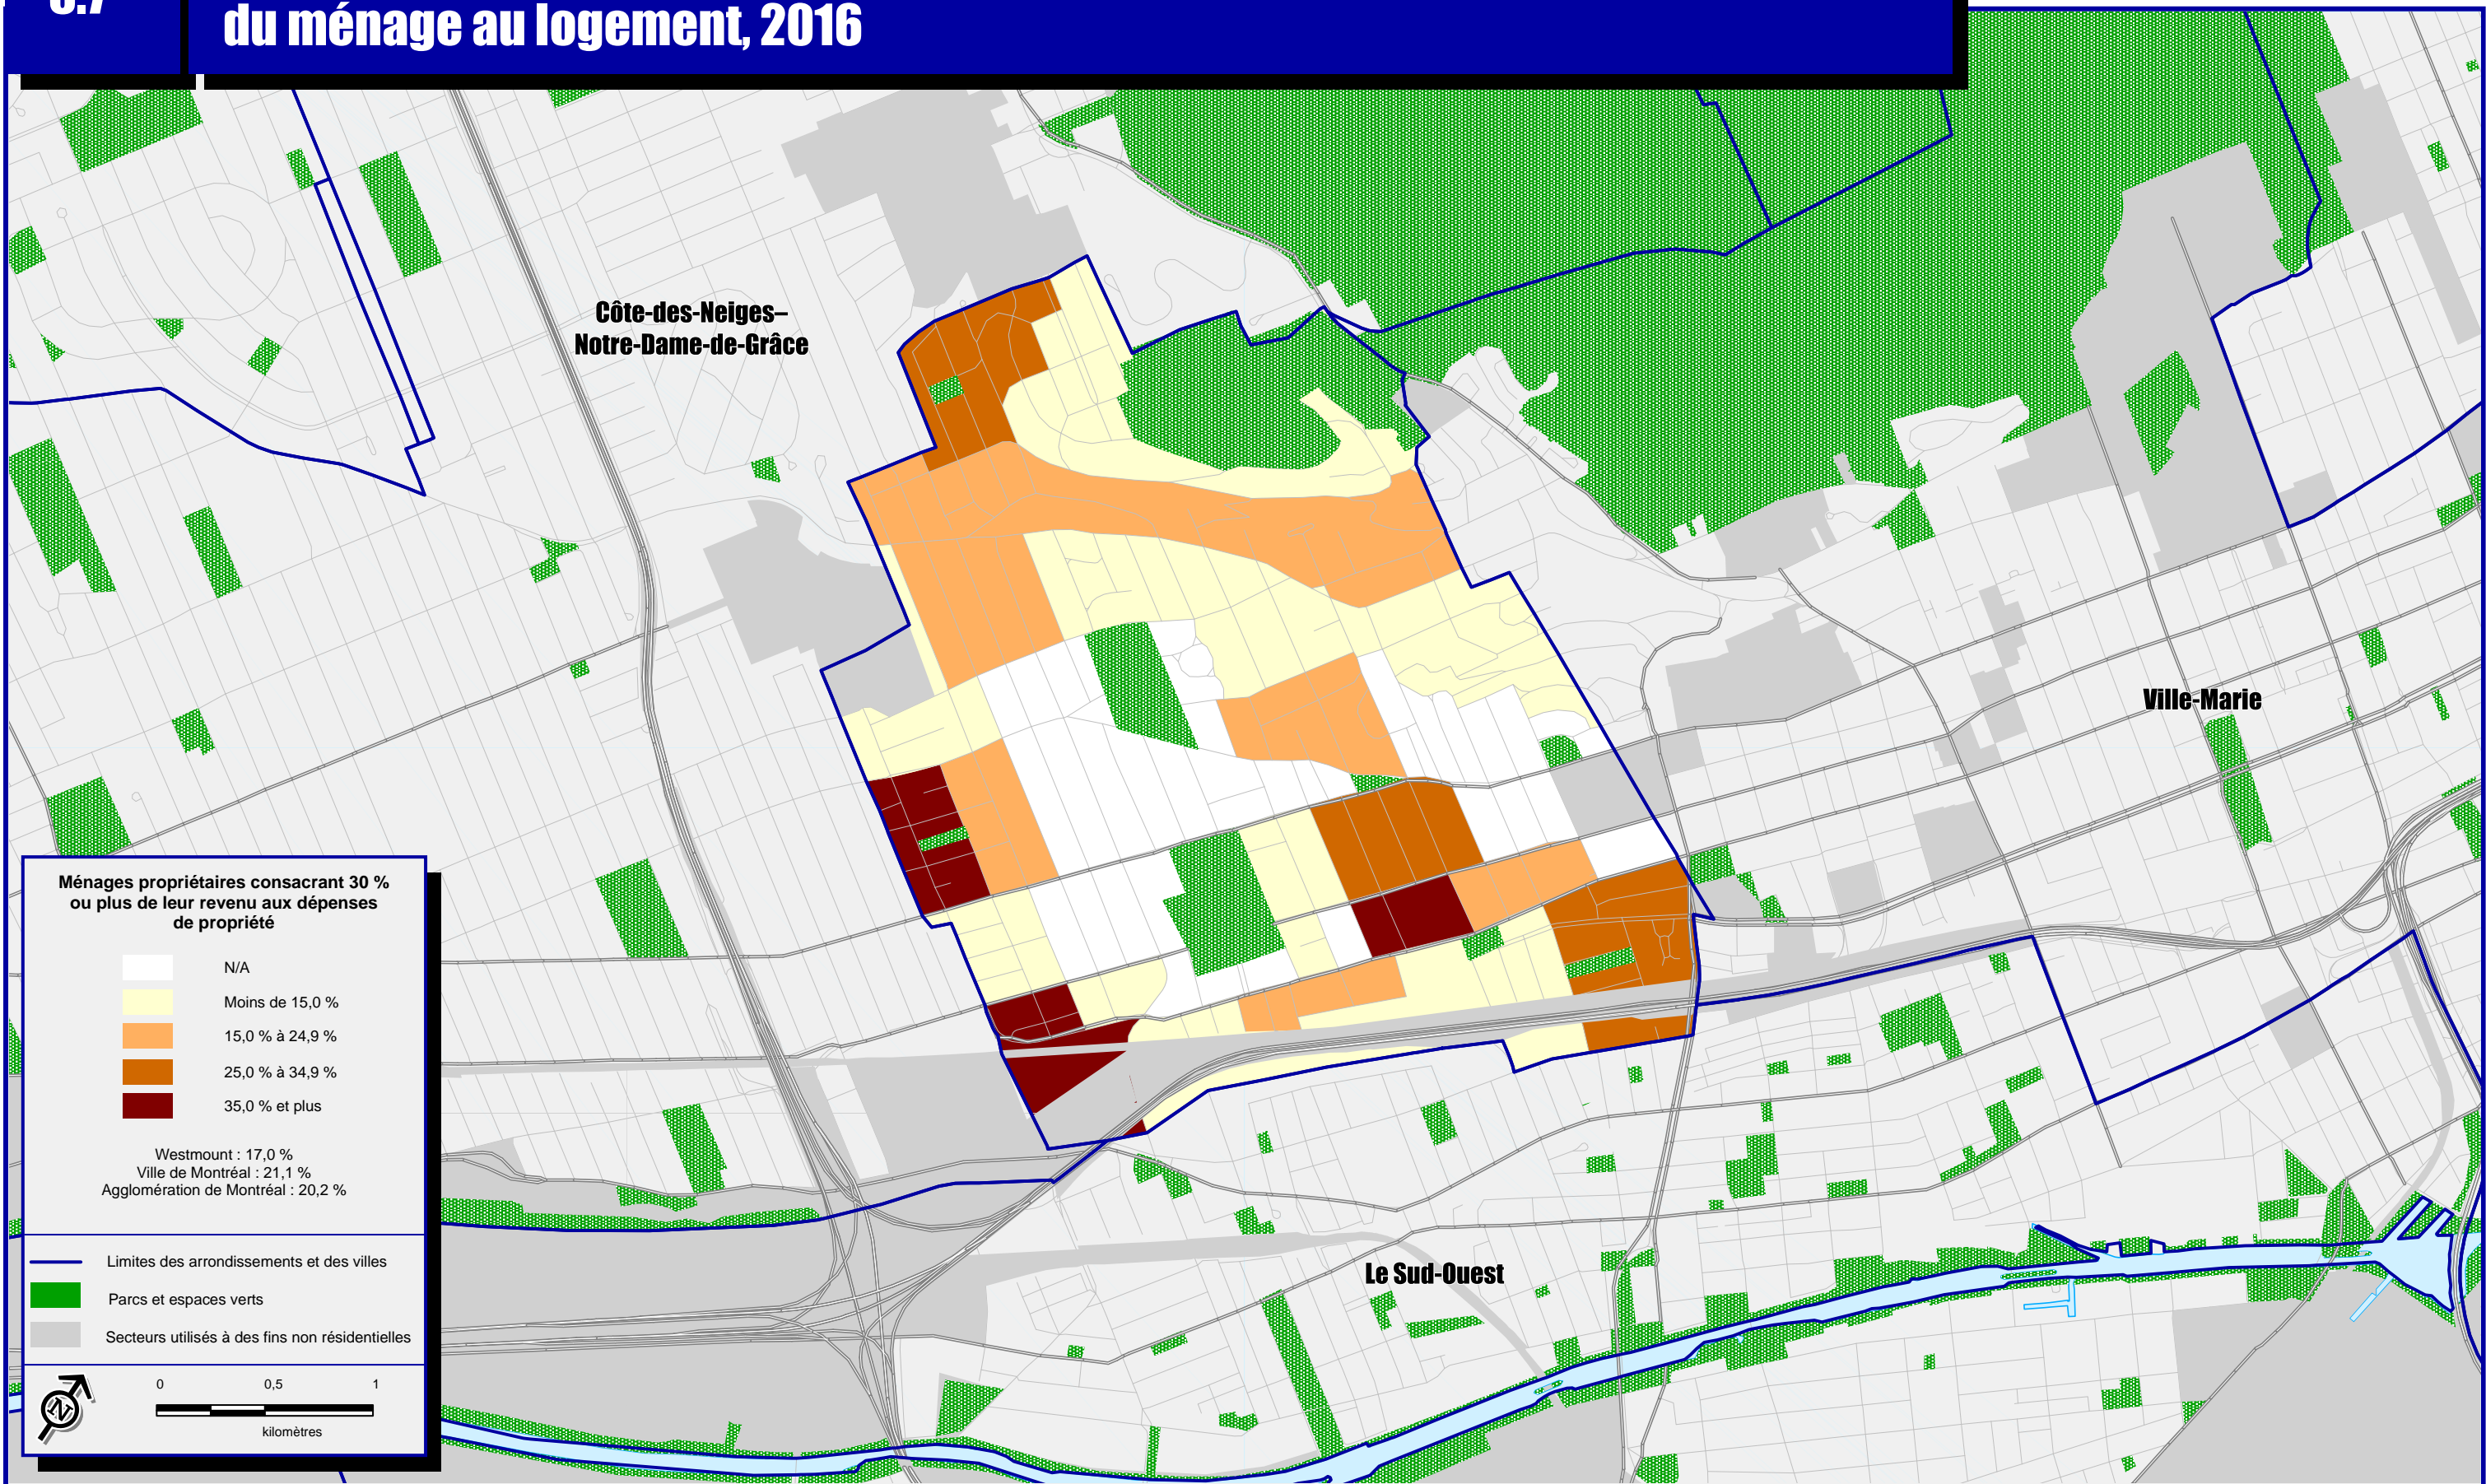 du ménage au logement, 2016
Côte-des-Neiges–
Notre-Dame-de-Grâce
Ville-Marie
Le Sud-Ouest
Ménages propriétaires consacrant 30 %
ou plus de leur revenu aux dépenses
de propriété
N/A
Moins de 15,0 %
15,0 % à 24,9 %
25,0 % à 34,9 %
35,0 % et plus
Westmount : 17,0 %
Ville de Montréal : 21,1 %
Agglomération de Montréal : 20,2 %
Limites des arrondissements et des villes
Parcs et espaces verts
Secteurs utilisés à des fins non résidentielles
N
0 0,5 1
kilomètres